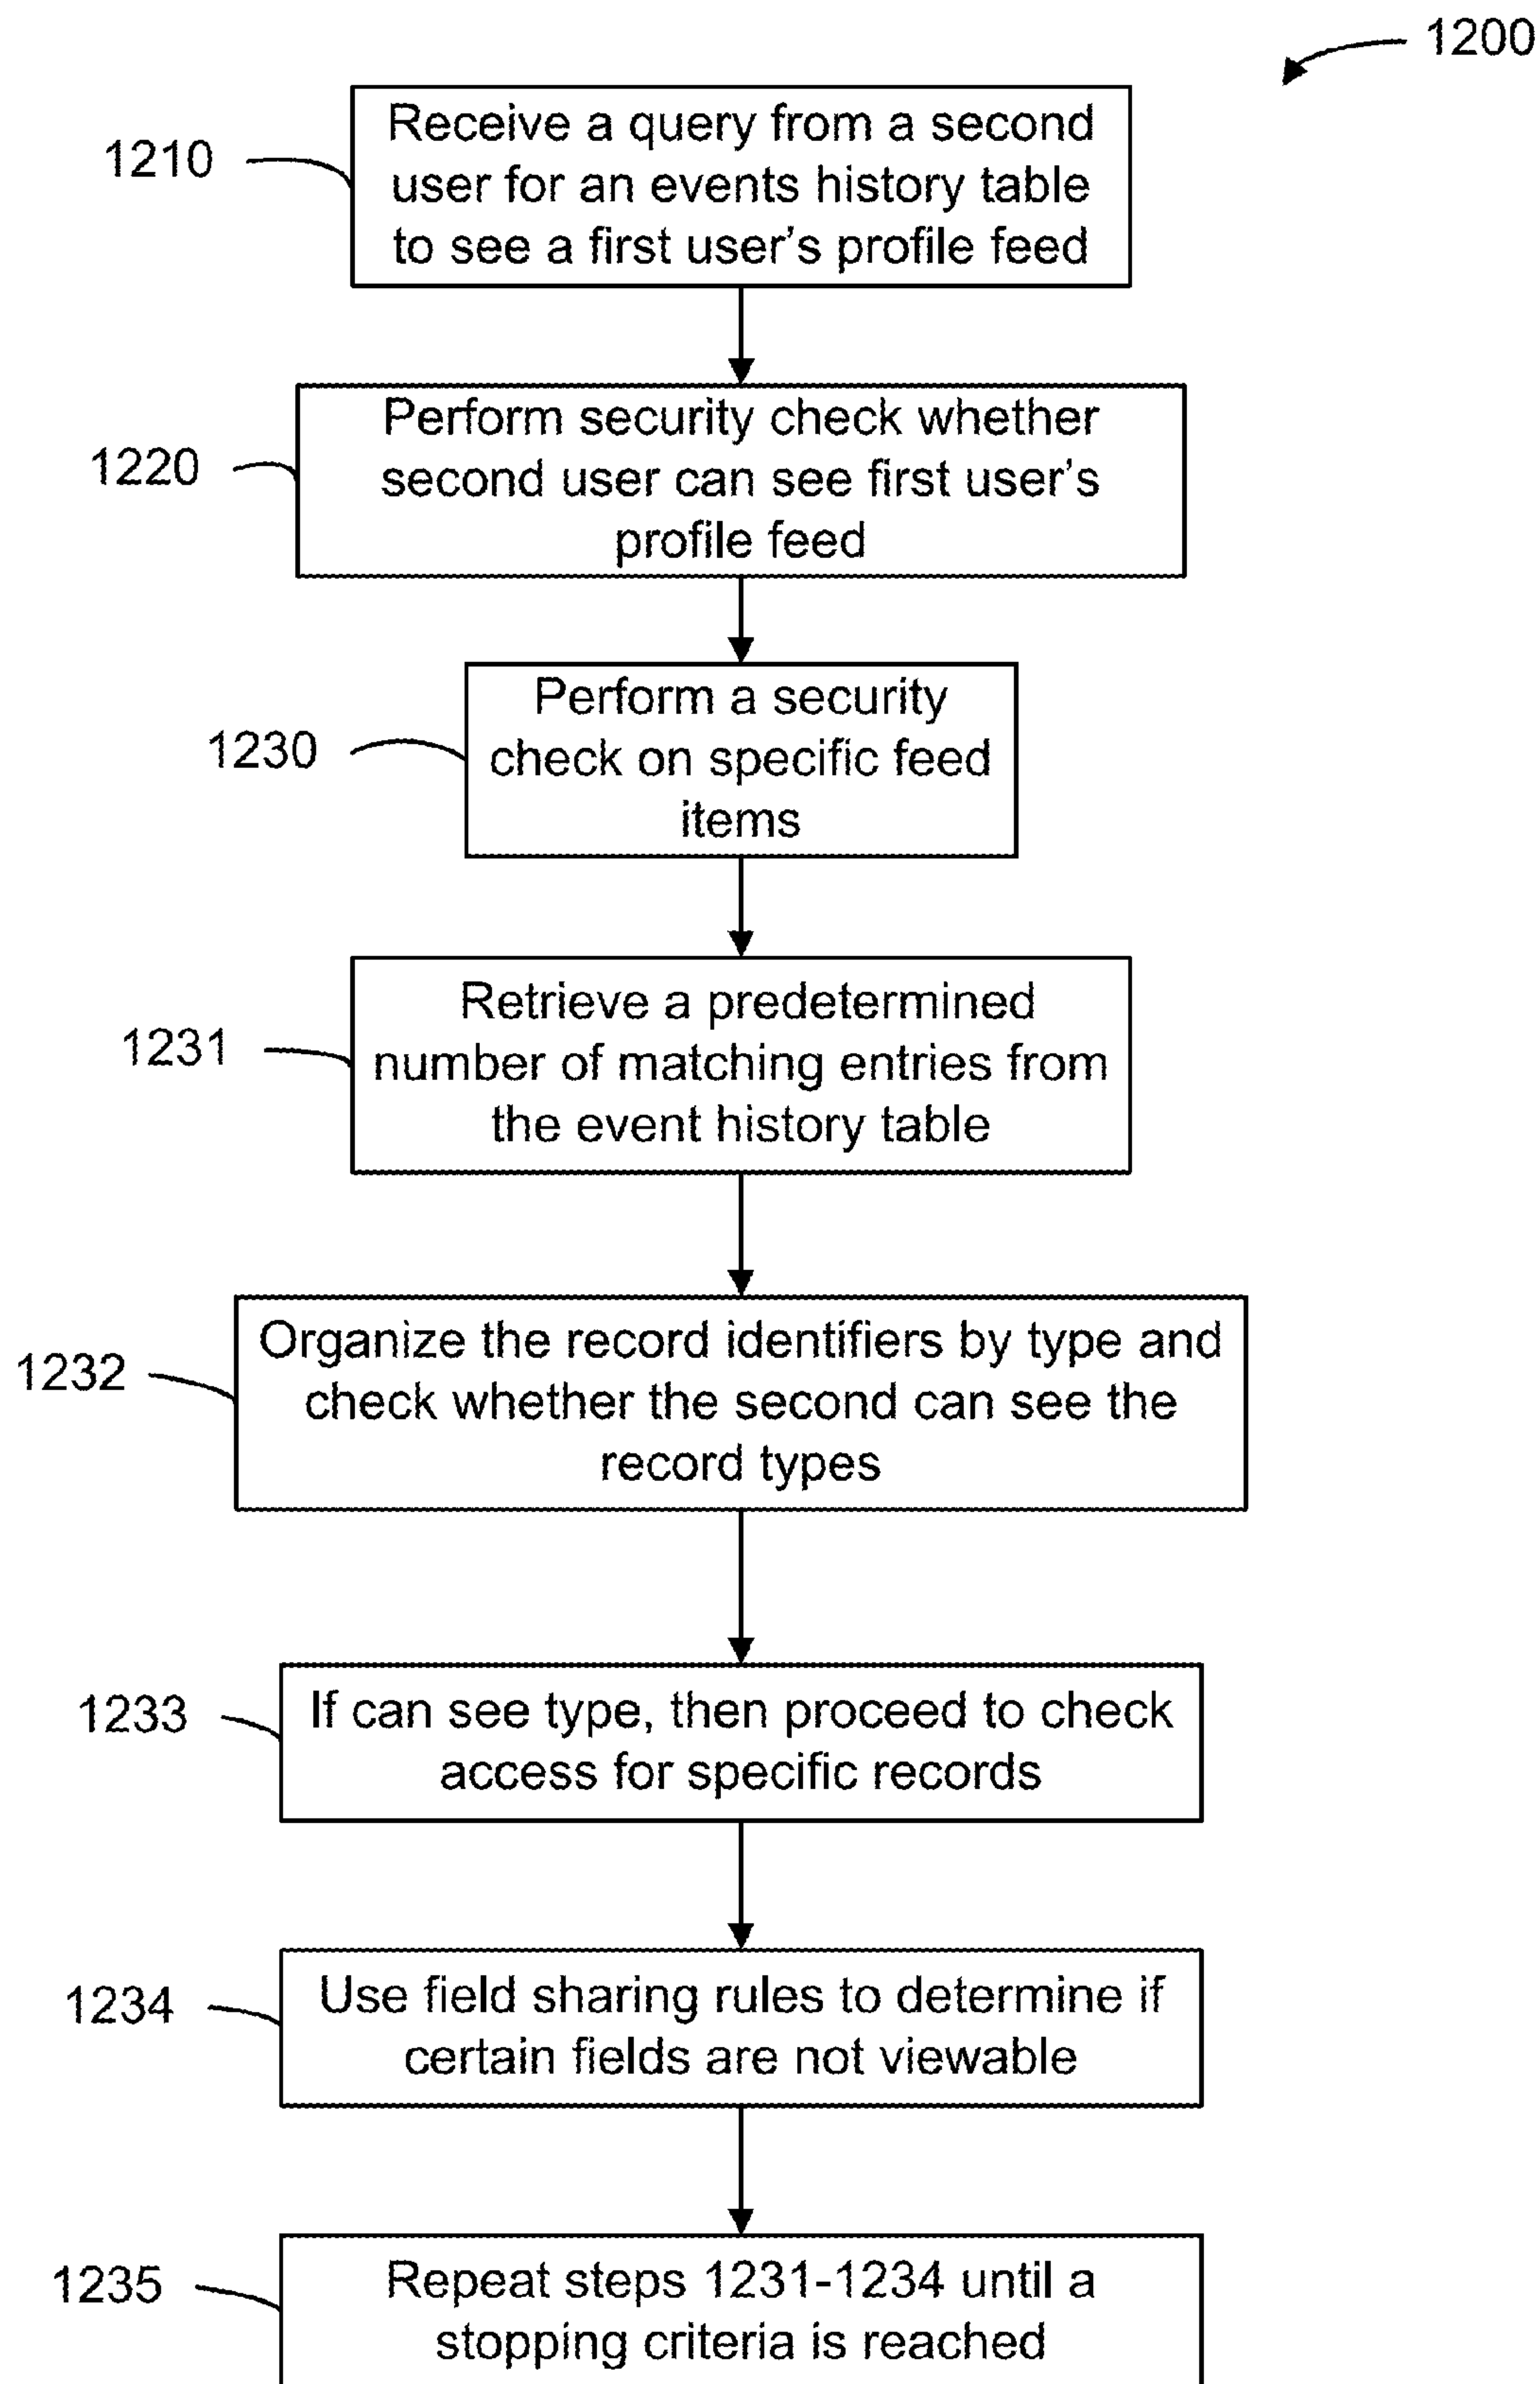 1200
1210
Receive a query from a second
user for an events history table
to see a first user's profile feed
1220
Perform security check whether
second user can see first user's
profile feed
1230
Perform a security
check on specific feed
items
1231
Retrieve a predetermined
number of matching entries from
the event history table
1232
Organize the record identifiers by type and
check whether the second can see the
record types
1233
If can see type, then proceed to check
access for specific records
1234
Use field sharing rules to determine if
certain fields are not viewable
1235
Repeat steps 1231-1234 until a
stopping criteria is reached